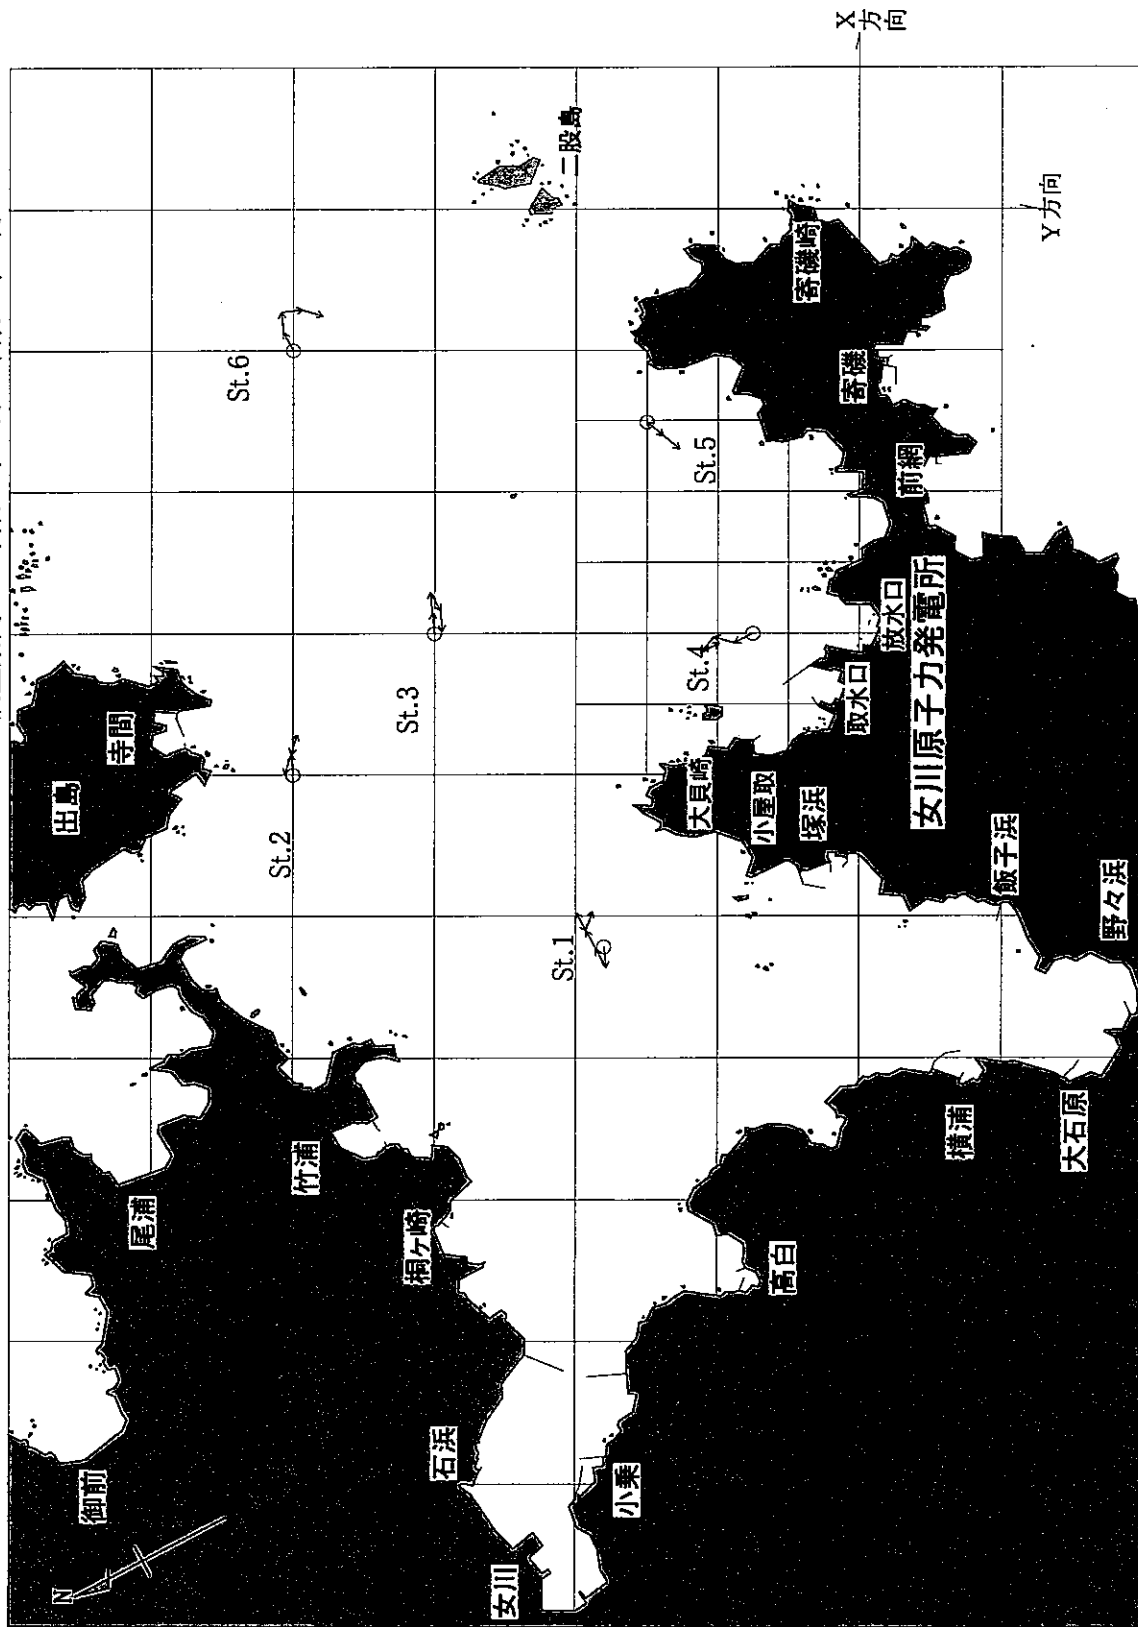 X
方向
二股島
Y方向
寄磯崎
St.6
寄磯
St.5
前網
放水口
女川原子力発電所
St.4
取水口
St.3
寺間
出島
大貝崎
小屋取
塚浜
St.2
飯子浜
野々浜
St.1
竹浦
横浦
大石原
尾浦
桐ヶ崎
高白
石浜
小乗
御前
女川
N